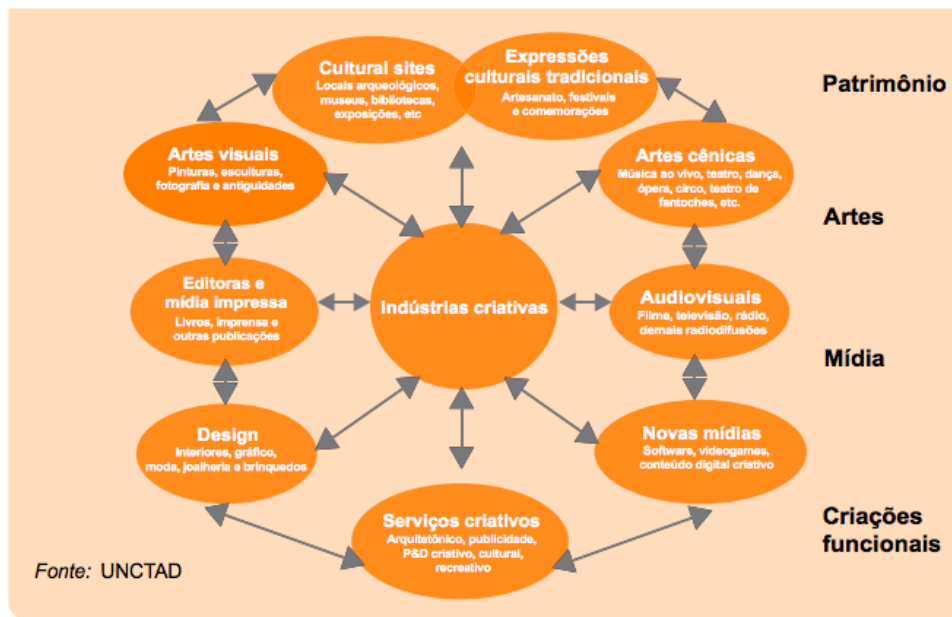 Cultural sites
Locais arqueológicos,
museus, bibliotecas,
exposições, etc
Expressões
culturais tradicionais
Artesanato, festivais
e comemorações
Patrimônio
Artes visuais
Pinturas, esculturas,
fotografia e antiguidades
Artes cênicas
Música ao vivo, teatro, dança,
ópera, circo, teatro de
fantoches, etc.
Artes
Editoras e
mídia impressa
Livros, imprensa e
outras publicações
Indústrias criativas
Audiovisuais
Filme, televisão, rádio,
demais radiodifusões
Mídia
Design
Interiores, gráfico,
moda, joalheria e brinquedos
Novas mídias
Software, videogames,
conteúdo digital criativo
Serviços criativos
Arquitetônico, publicidade,
P&D criativo, cultural,
recreativo
Criações
funcionais
Fonte: UNCTAD